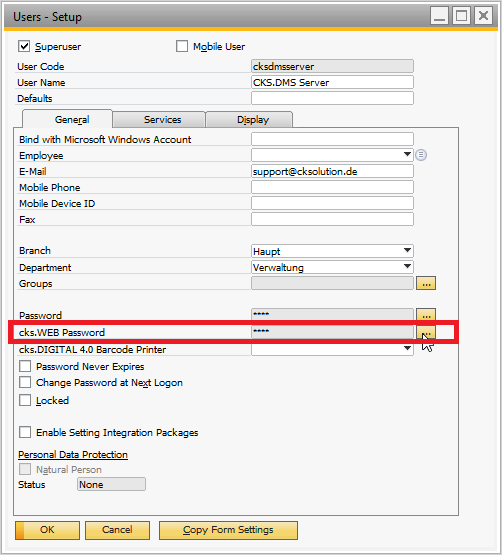 Users - Setup
Superuser Mobile User
User Code cksdmsserver
User Name CKS.DMS Server
Defaults
General Services Display
Bind with Microsoft Windows Account
Employee
E-Mail support@cksolution.de
Mobile Phone
Mobile Device ID
Fax
Branch Haupt
Department Verwaltung
Groups ...
Password **** ...
cks.WEB Password **** ...
cks.DIGITAL 4.0 Barcode Printer
Password Never Expires
Change Password at Next Logon
Locked
Enable Setting Integration Packages
Personal Data Protection
Natural Person
Status None
OK Cancel Copy Form Settings